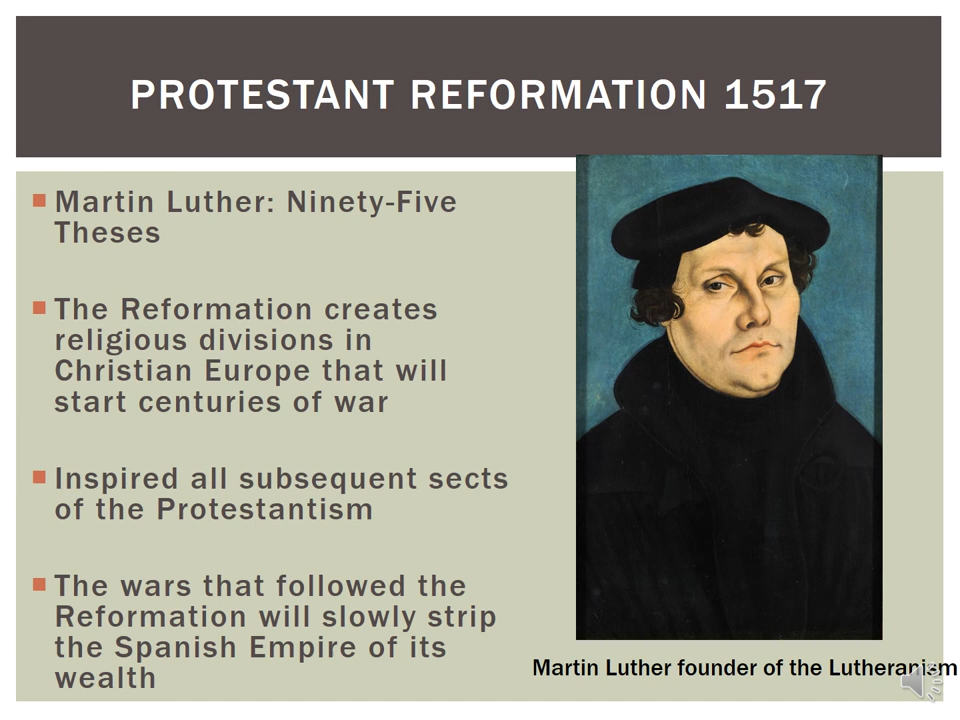 PROTESTANT REFORMATION 1517
Martin Luther: Ninety-Five
Theses
The Reformation creates
religious divisions in
Christian Europe that will
start centuries of war
Inspired all subsequent sects
of the Protestantism
The wars that followed the
Reformation will slowly strip
the Spanish Empire of its
wealth
Martin Luther founder of the Lutheranism